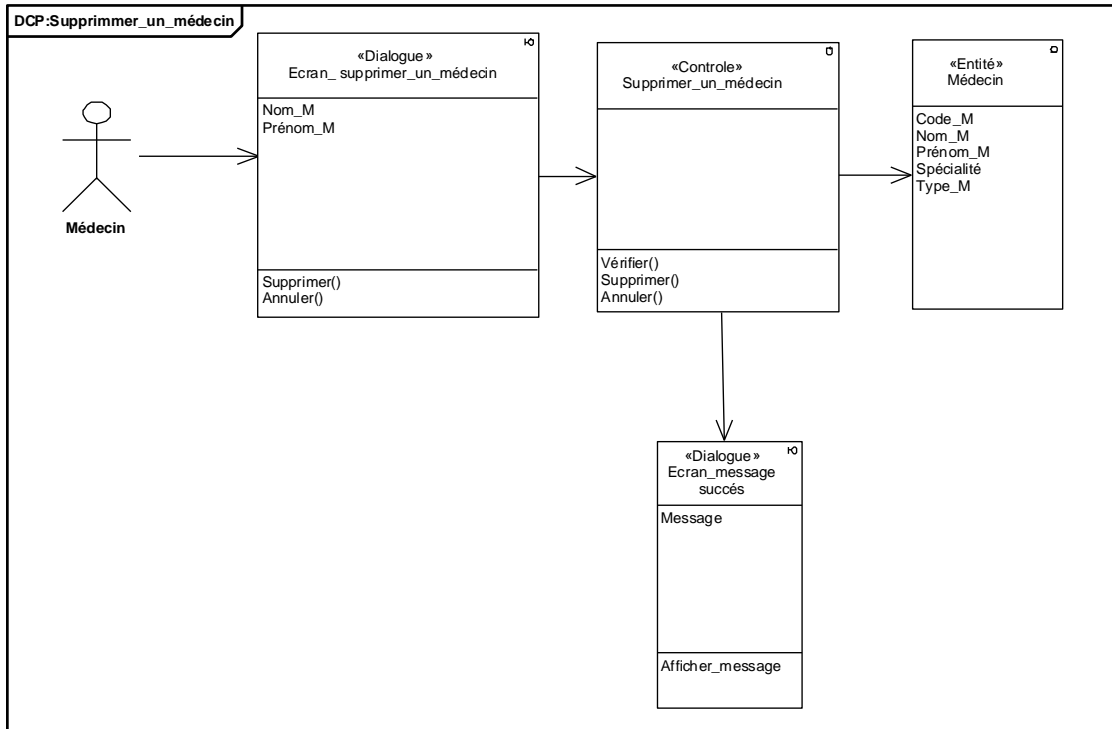 DCP:Supprimmer_un_médecin
Médecin
«Dialogue»
Ecran_ supprimer_un_médecin
Nom_M
Prénom_M
Supprimer()
Annuler()
«Controle»
Supprimer_un_médecin
Vérifier()
Supprimer()
Annuler()
«Entité»
Médecin
Code_M
Nom_M
Prénom_M
Spécialité
Type_M
«Dialogue»
Ecran_message
succés
Message
Afficher_message